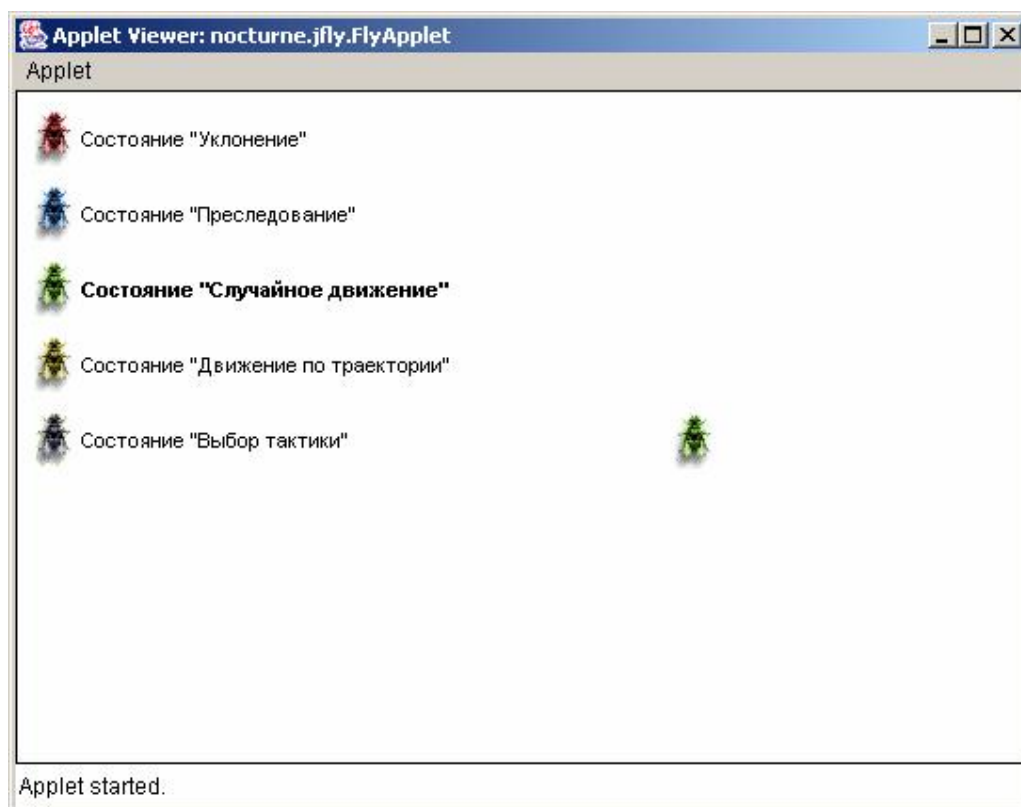 Applet Viewer: nocturne.jfly.FlyApplet
Applet
Состояние "Уклонение"
Состояние "Преследование"
Состояние "Случайное движение"
Состояние "Движение по траектории"
Состояние "Выбор тактики"
Applet started.